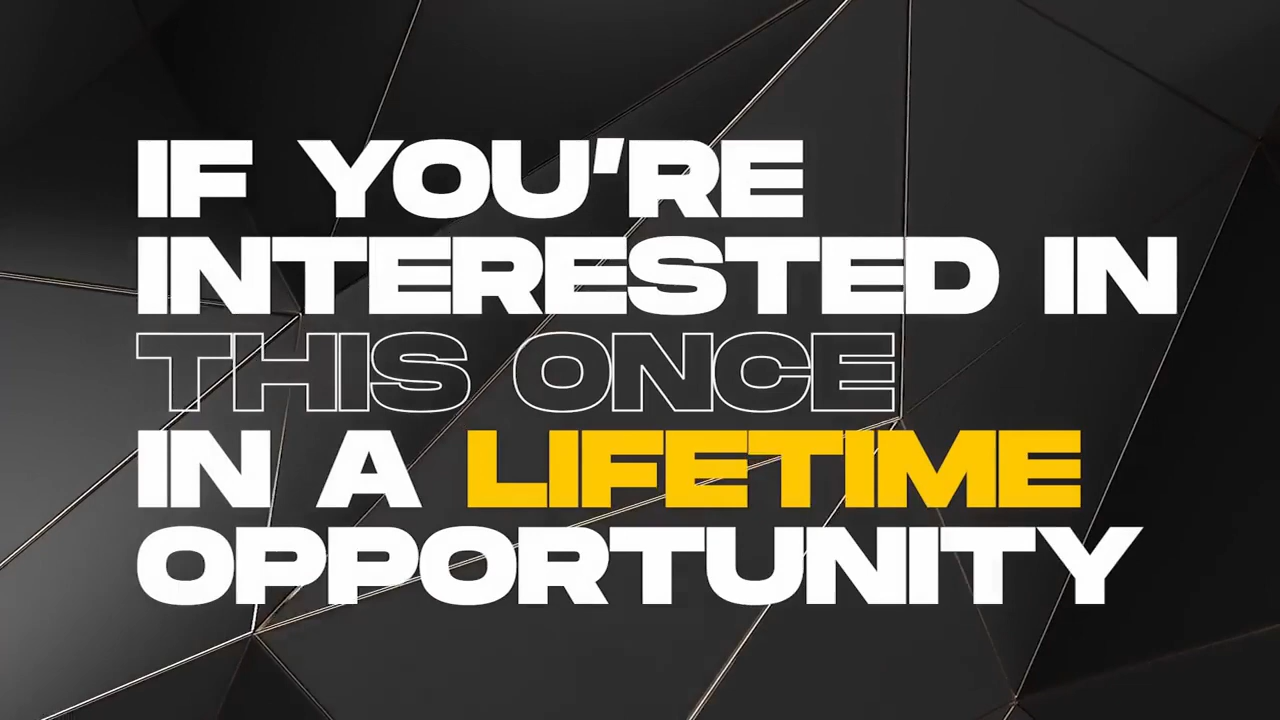 IF YOU'RE
INTERESTED IN
THIS ONCE
IN A LIFETIME
OPPORTUNITY